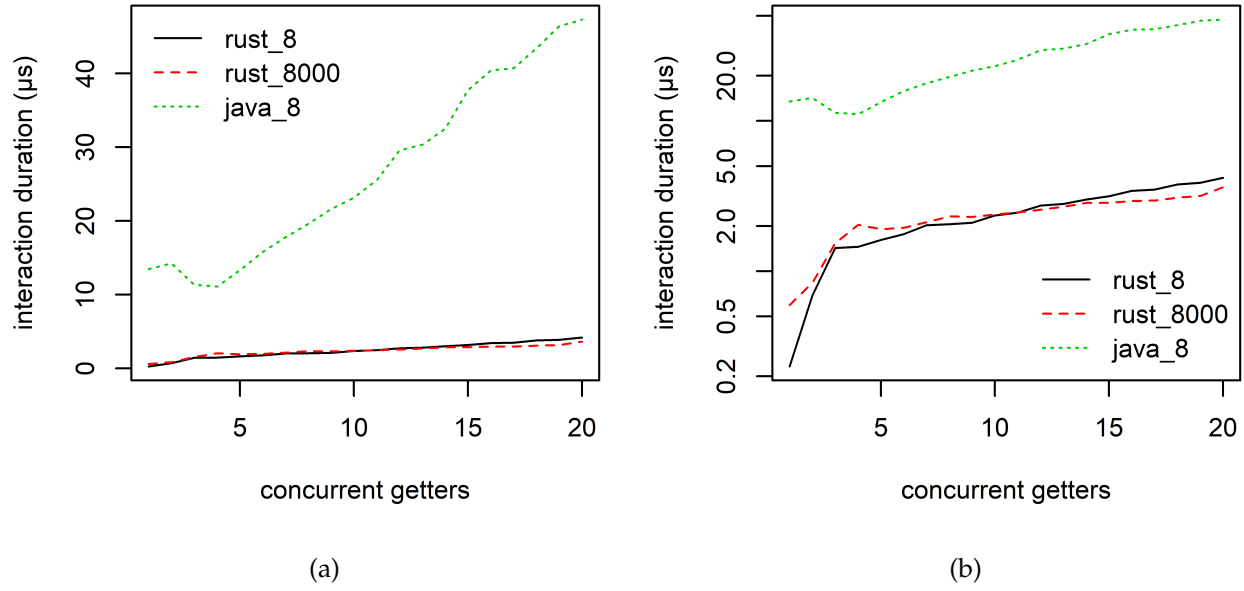 interaction duration (µs)
0
10
20
30
40
rust_8
rust_8000
java_8
5
10
15
20
concurrent getters
(a)
interaction duration (µs)
0.2
0.5
2.0
5.0
20.0
rust_8
rust_8000
java_8
5
10
15
20
concurrent getters
(b)